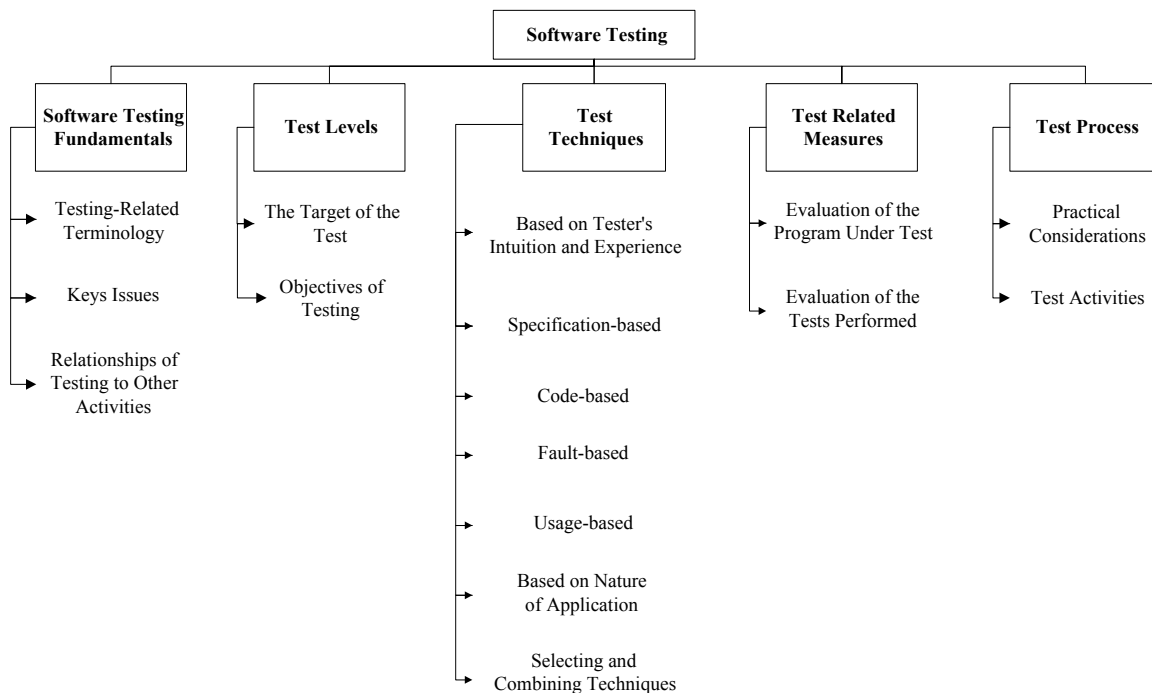 Software Testing
Software Testing
Fundamentals
Testing-Related
Terminology
Keys Issues
Relationships of
Testing to Other
Activities
Test Levels
The Target of the
Test
Objectives of
Testing
Test
Techniques
Based on Tester's
Intuition and Experience
Specification-based
Code-based
Fault-based
Usage-based
Based on Nature
of Application
Selecting and
Combining Techniques
Test Related
Measures
Evaluation of the
Program Under Test
Evaluation of the
Tests Performed
Test Process
Practical
Considerations
Test Activities